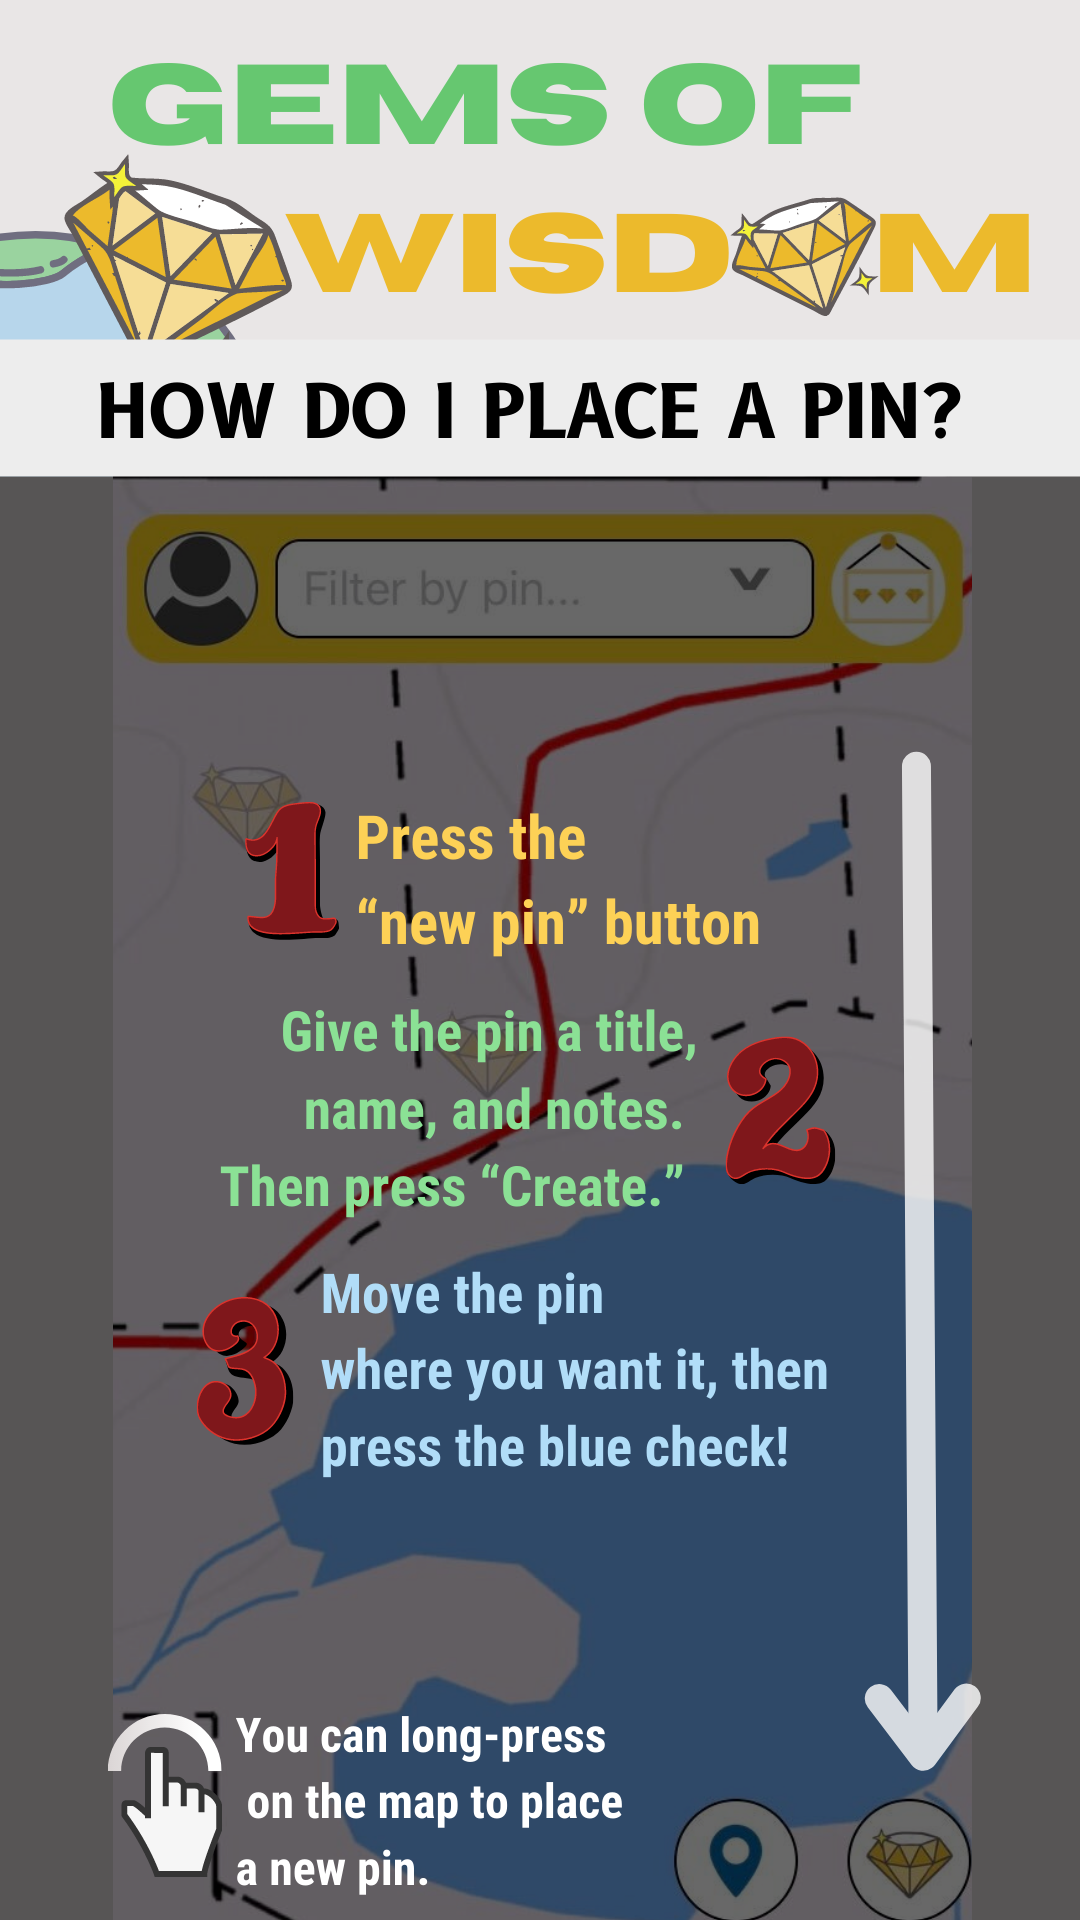 GEMS OF
WISDOM
HOW DO I PLACE A PIN?
Filter by pin...
1 Press the
“new pin” button
Give the pin a title,
name, and notes.
Then press “Create.” 2
3 Move the pin
where you want it, then
press the blue check!
You can long-press
on the map to place
a new pin.